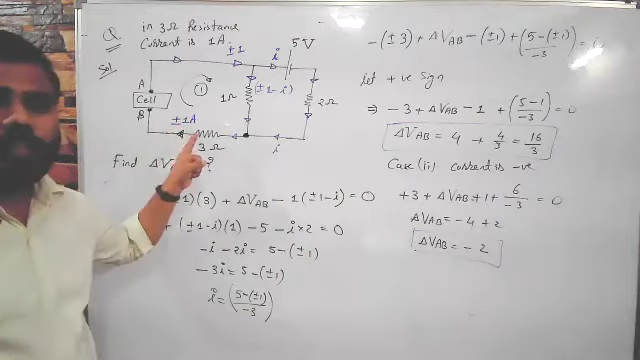 Q. in 3Ω Resistance
Current is 1A.
Sol
±1
i
5V
A
Cell
B
1
1Ω
(±1-i)
2Ω
±1A
3Ω
i
Find ΔV ?
1)(3) + ΔV_AB - 1(±1-i) = 0
+ (±1-i)(1) - 5 - i×2 = 0
-i - 2i = 5-(±1)
-3i = 5-(±1)
i = (5-(±1)/-3)
-(±3) + ΔV_AB - (±1) + (5-(±1)/-3) =
let +ve sign
⇒ -3 + ΔV_AB - 1 + (5-1/-3) = 0
ΔV_AB = 4 + 4/3 = 16/3
Case (ii) current is -ve
+3 + ΔV_AB + 1 + 6/-3 = 0
ΔV_AB = -4 + 2
ΔV_AB = -2